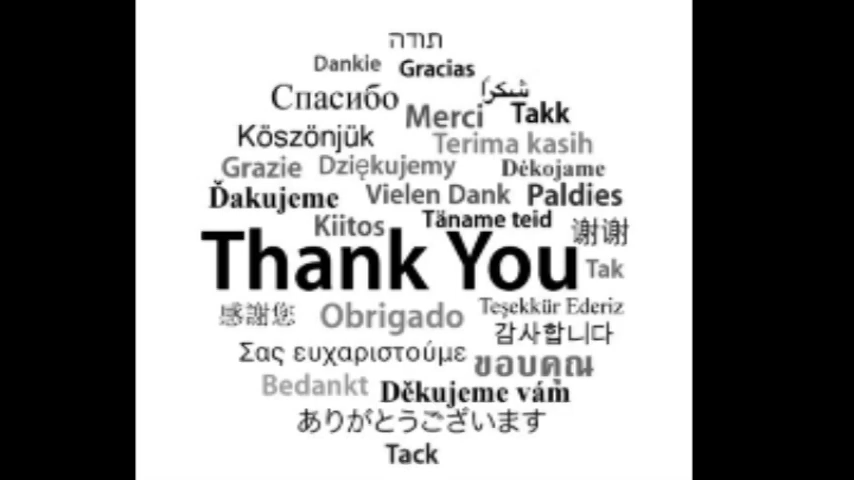 תודה
Dankie Gracias
Спасибо شكراً
Merci Takk
Köszönjük Terima kasih
Grazie Dziękujemy Dėkojame
Ďakujeme Vielen Dank Paldies
Kiitos Täname teid 谢谢
Thank You
Tak
感謝您 Obrigado Teşekkür Ederiz
감사합니다
Σας ευχαριστούμε ขอบคุณ
Bedankt Děkujeme vám
ありがとうございます
Tack